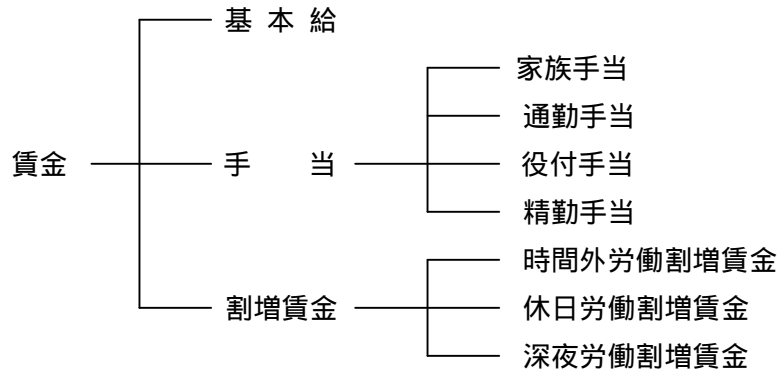 基本給
家族手当
通勤手当
賃金
手当
役付手当
精勤手当
時間外労働割増賃金
割増賃金
休日労働割増賃金
深夜労働割増賃金